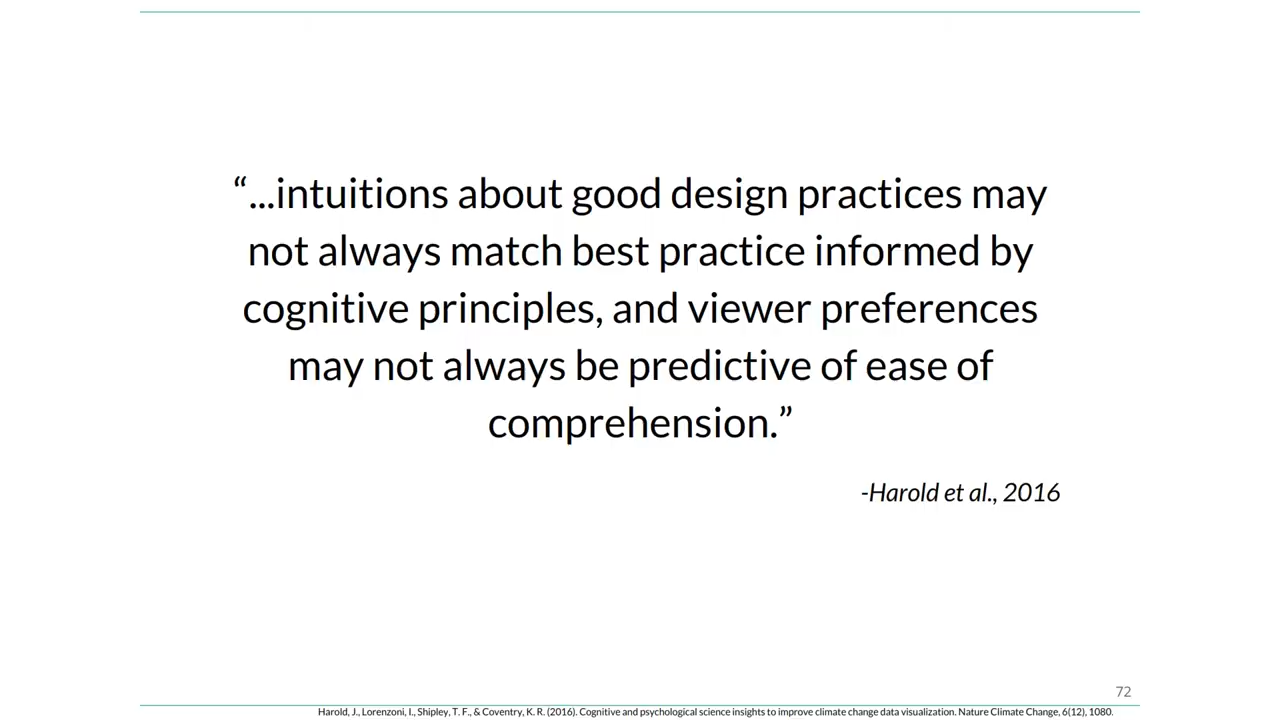 “...intuitions about good design practices may
not always match best practice informed by
cognitive principles, and viewer preferences
may not always be predictive of ease of
comprehension.”
-Harold et al., 2016
72
Harold, J., Lorenzoni, I., Shipley, T. F., & Coventry, K. R. (2016). Cognitive and psychological science insights to improve climate change data visualization. Nature Climate Change, 6(12), 1080.